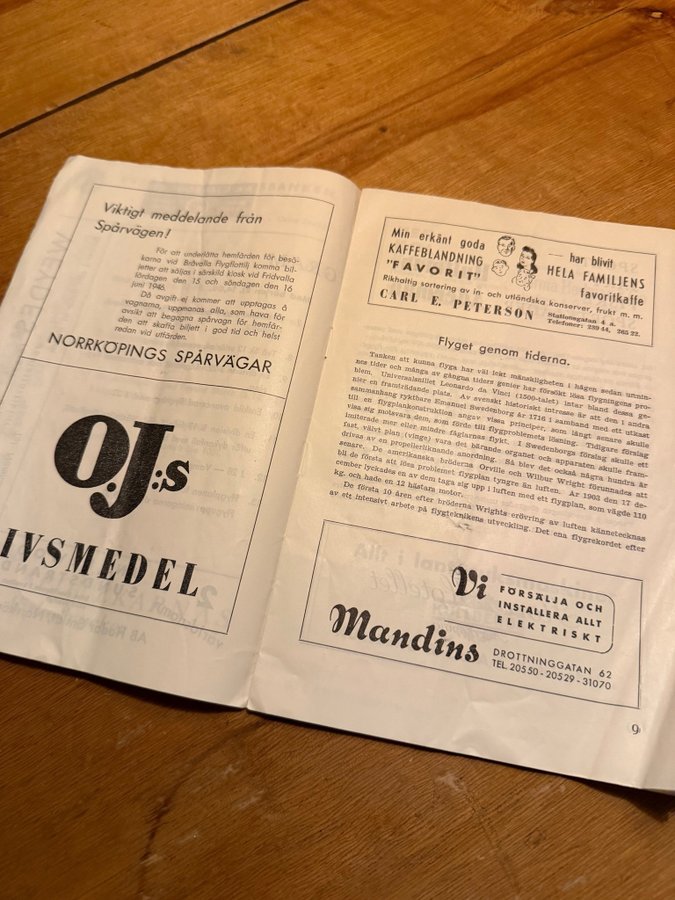 Viktigt meddelande från
Spårvägen!
För att underlätta hemfärden för besö-
karna vid Bråvalla Flygflottilj komma bil-
jetter att säljas i särskild kiosk vid Fridvalla
lördagen den 15 och söndagen den 16
juni 1946.
Då avgift ej kommer att upptagas å
vagnarna, uppmanas alla, som hava för
avsikt att begagna spårvagn för hemfär-
den att skaffa biljett i god tid och helst
redan vid utfärden.
NORRKÖPINGS SPÅRVÄGAR
O.J:s
IVSMEDEL
Min erkänt goda
KAFFEBLANDNING
"FAVORIT"
— har blivit
HELA FAMILJENS
favoritkaffe
Rikhaltig sortering av in- och utländska konserver, frukt m. m.
CARL E. PETERSON
Stationsgatan 4 a.
Telefoner: 239 44, 265 22.
Flyget genom tiderna.
Tanken att kunna flyga har väl lekt mänskligheten i hågen sedan urmin-
nes tider och många av gångna tiders genier har försökt lösa flygningens pro-
blem. Universalsnillet Leonardo da Vinci (1500-talet) intar bland dessa ge-
nier en framträdande plats. Av svenskt historiskt intresse är att den i andra
sammanhang ryktbare Emanuel Swedenborg år 1716 i samband med ett utkast
till en flygplankonstruktion angav vissa principer, som långt senare skulle
visa sig motsvara dem, som förde till flygproblemets lösning. Tidigare förslag
imiterade mer eller mindre fåglarnas flykt. I Swedenborgs förslag skulle ett
fast, välvt plan (vinge) vara det bärande organet och apparaten skulle fram-
drivas av en propellerliknande anordning. Så blev det också några hundra år
senare. De amerikanska bröderna Orville och Wilbur Wright förunnades att
bli de första att lösa problemet flygplan tyngre än luften. År 1903 den 17 de-
cember lyckades en av dem taga sig upp i luften med ett flygplan, som vägde 110
kg. och hade en 12 hästars motor.
De första 10 åren efter bröderna Wrights erövring av luften kännetecknas
av ett intensivt arbete på flygteknikens utveckling. Det ena flygrekordet efter
Vi
FÖRSÄLJA OCH
INSTALLERA ALLT
ELEKTRISKT
Mandins
DROTTNINGGATAN 62
TEL. 205 50 - 205 29 - 310 70
9